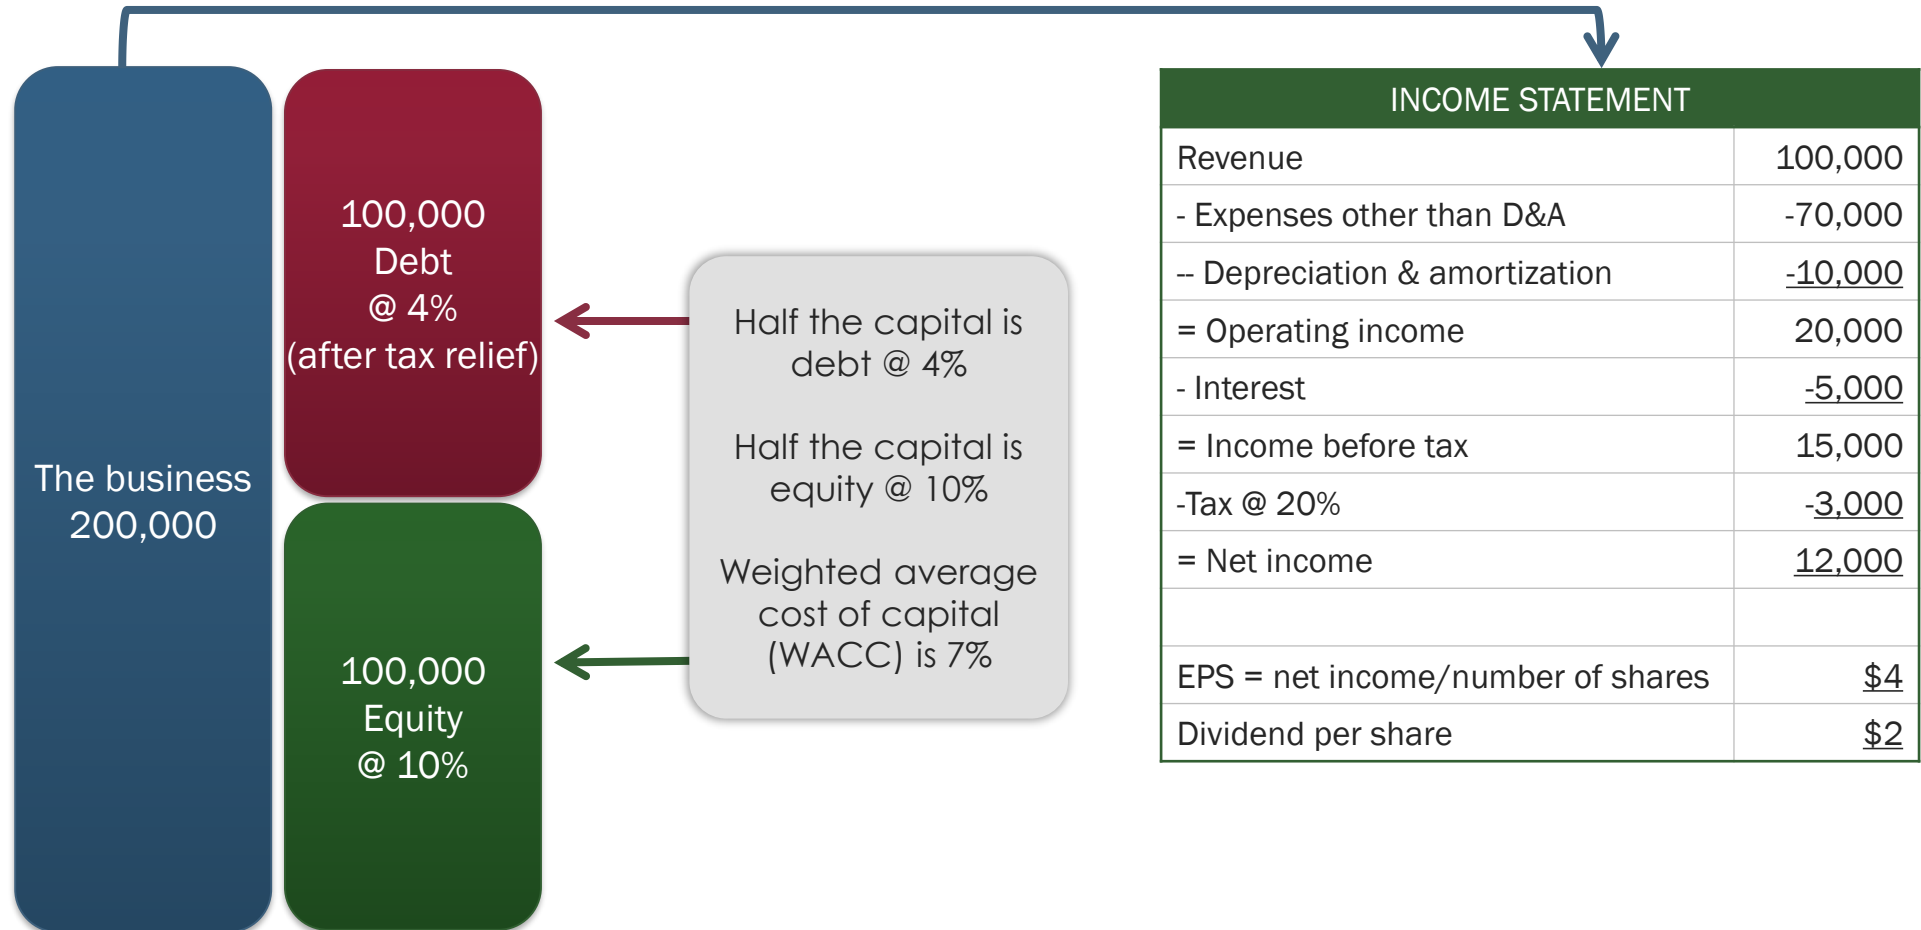 The business
200,000
100,000
Debt
@ 4%
(after tax relief)
100,000
Equity
@ 10%
Half the capital is
debt @ 4%
Half the capital is
equity @ 10%
Weighted average
cost of capital
(WACC) is 7%
INCOME STATEMENT
Revenue 100,000
- Expenses other than D&A -70,000
-- Depreciation & amortization -10,000
= Operating income 20,000
- Interest -5,000
= Income before tax 15,000
-Tax @ 20% -3,000
= Net income 12,000
EPS = net income/number of shares $4
Dividend per share $2